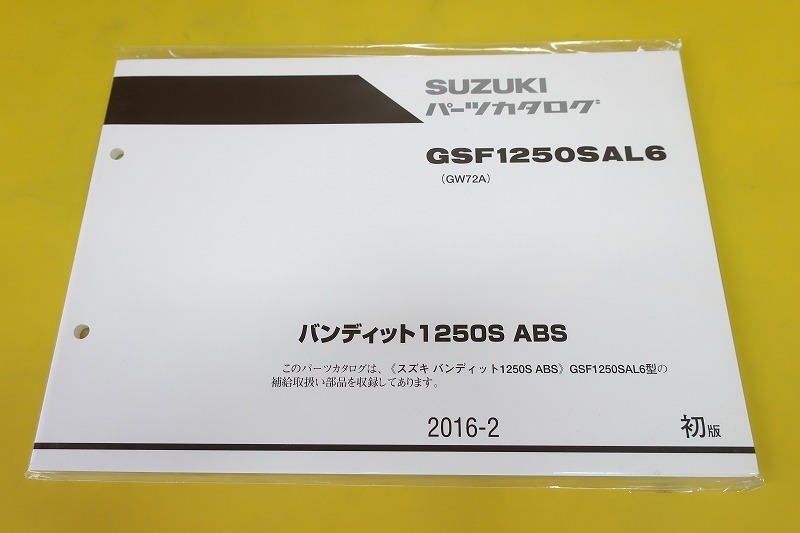 SUZUKI
パーツカタログ
GSF1250SAL6
(GW72A)
バンディット1250S ABS
このパーツカタログは、《スズキ バンディット1250S ABS》GSF1250SAL6型の
補給取扱い部品を収録してあります。
2016-2 初版